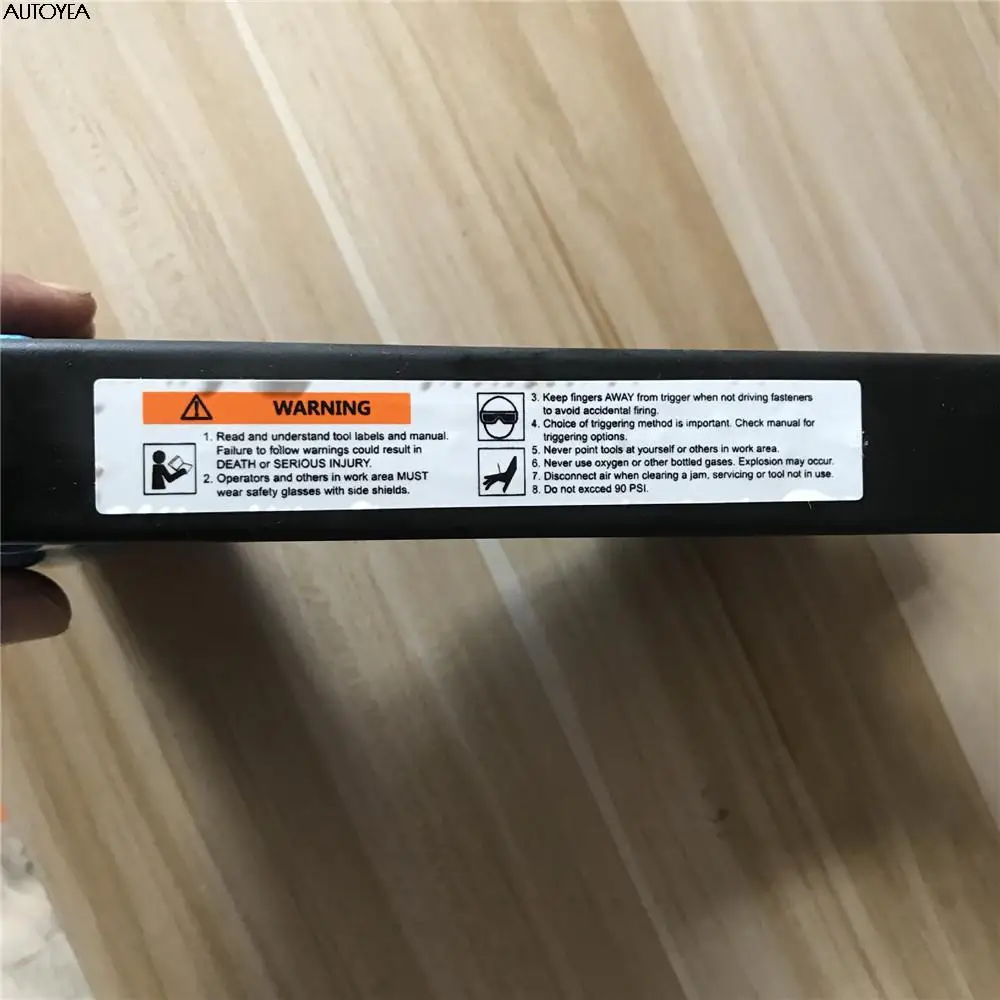 AUTOYEA
WARNING
1. Read and understand tool labels and manual.
Failure to follow warnings could result in
DEATH or SERIOUS INJURY.
2. Operators and others in work area MUST
wear safety glasses with side shields.
3. Keep fingers AWAY from trigger when not driving fasteners
to avoid accidental firing.
4. Choice of triggering method is important. Check manual for
triggering options.
5. Never point tools at yourself or others in work area.
6. Never use oxygen or other bottled gases. Explosion may occur.
7. Disconnect air when clearing a jam, servicing or tool not in use.
8. Do not excced 90 PSI.